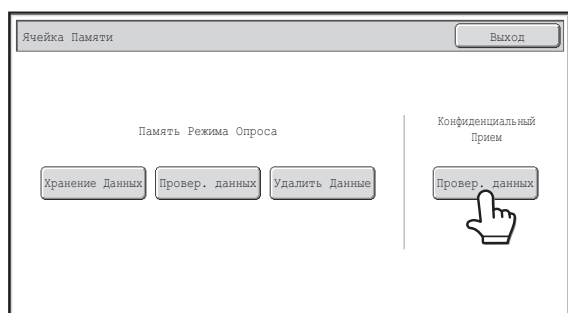 Ячейка Памяти
Выход
Память Режима Опроса
Конфиденциальный
Прием
Хранение Данных
Провер. данных
Удалить Данные
Провер. данных